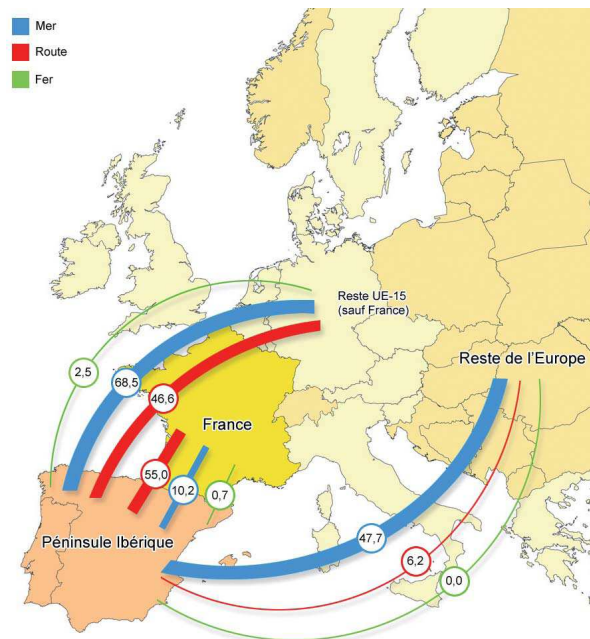 Mer
Route
Fer
Reste UE-15
(sauf France)
Reste de l'Europe
2,5
68,5
46,6
France
55,0
10,2
0,7
Péninsule Ibérique
47,7
6,2
0,0